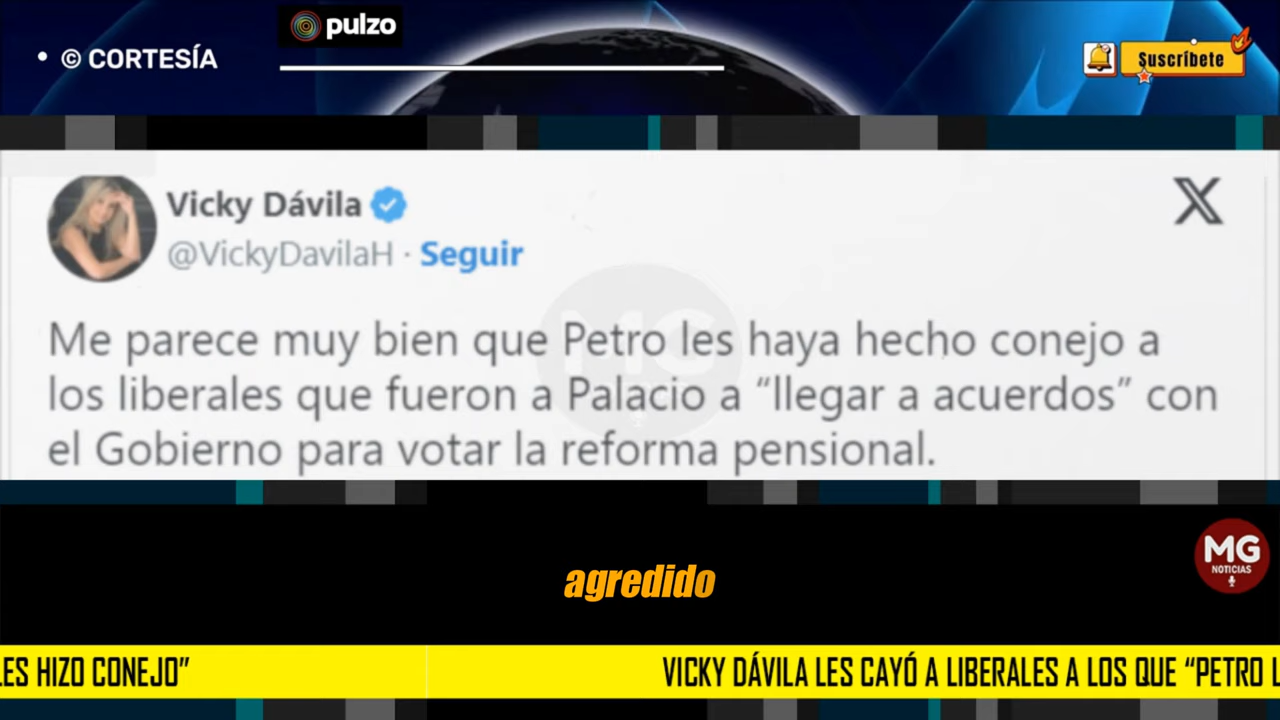 pulzo
• © CORTESÍA
Suscríbete
Vicky Dávila
@VickyDavilaH · Seguir
X
Me parece muy bien que Petro les haya hecho conejo a
los liberales que fueron a Palacio a “llegar a acuerdos” con
el Gobierno para votar la reforma pensional.
MG
agredido
MG
NOTICIAS
LES HIZO CONEJO” VICKY DÁVILA LES CAYÓ A LIBERALES A LOS QUE “PETRO L